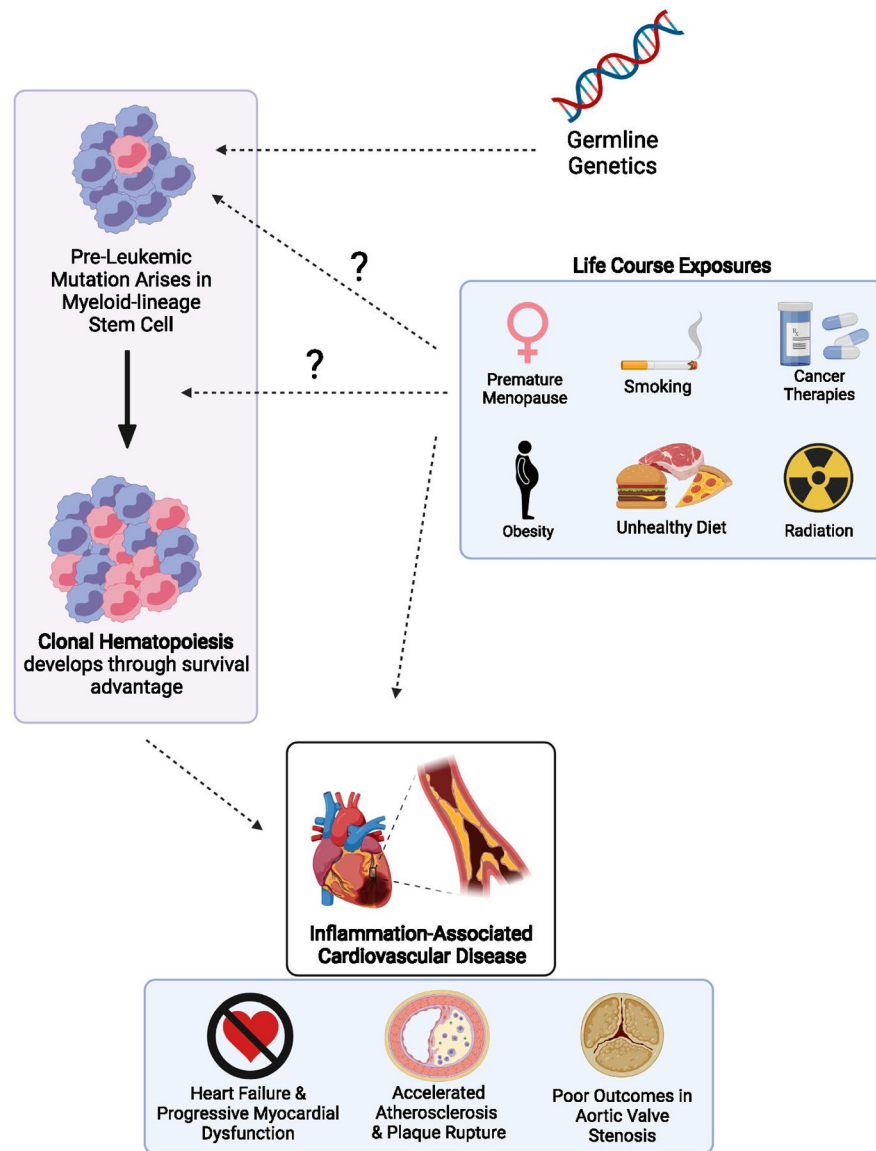 Germline
Genetics
Pre-Leukemic
Mutation Arises in
Myeloid-lineage
Stem Cell
?
?
Life Course Exposures
Premature
Menopause
Smoking
Rx
Cancer
Therapies
Obesity
Unhealthy Diet
Radiation
Clonal Hematopoiesis
develops through survival
advantage
Inflammation-Associated
Cardiovascular Disease
Heart Failure &
Progressive Myocardial
Dysfunction
Accelerated
Atherosclerosis
& Plaque Rupture
Poor Outcomes in
Aortic Valve
Stenosis